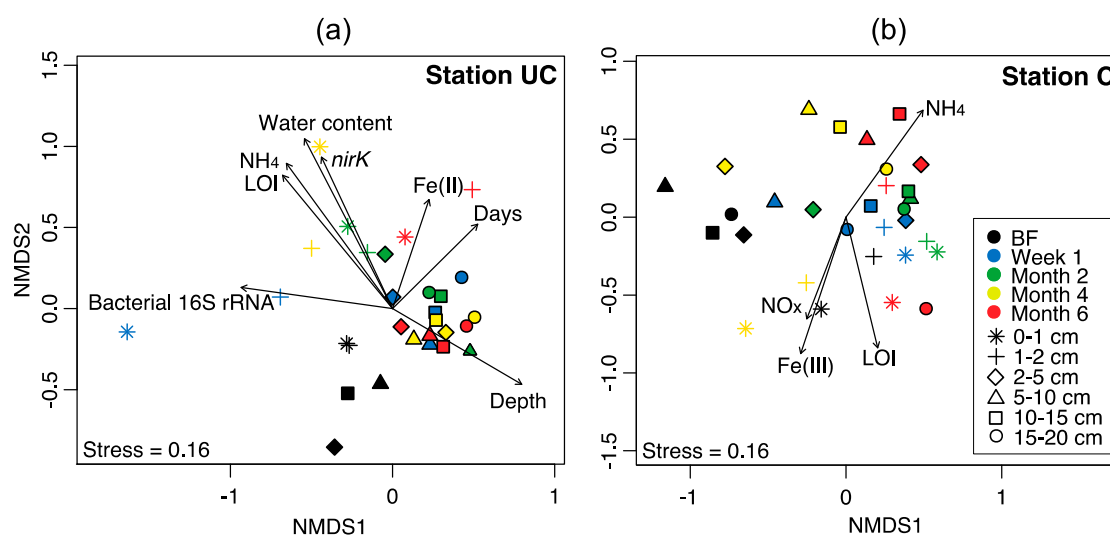 (a)
Station UC
1.5
1.0
0.5
0.0
-0.5
NMDS2
Water content
nirK
NH4
LOI
Fe(II)
Days
Bacterial 16S rRNA
Depth
Stress = 0.16
-1
0
1
NMDS1
(b)
Station C
1.0
0.5
0.0
-0.5
-1.0
-1.5
NH4
NOx
Fe(III)
LOI
Stress = 0.16
-1
0
1
NMDS1
BF
Week 1
Month 2
Month 4
Month 6
0-1 cm
1-2 cm
2-5 cm
5-10 cm
10-15 cm
15-20 cm